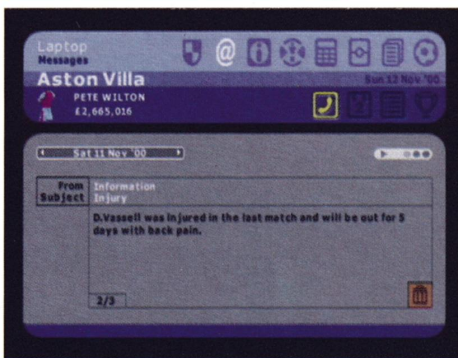 Laptop
Messages
Aston Villa
Sun 12 Nov '00
PETE WILTON
£2,665,016
Sat 11 Nov '00
From Information
Subject Injury
D.Vassell was injured in the last match and will be out for 5
days with back pain.
2/3